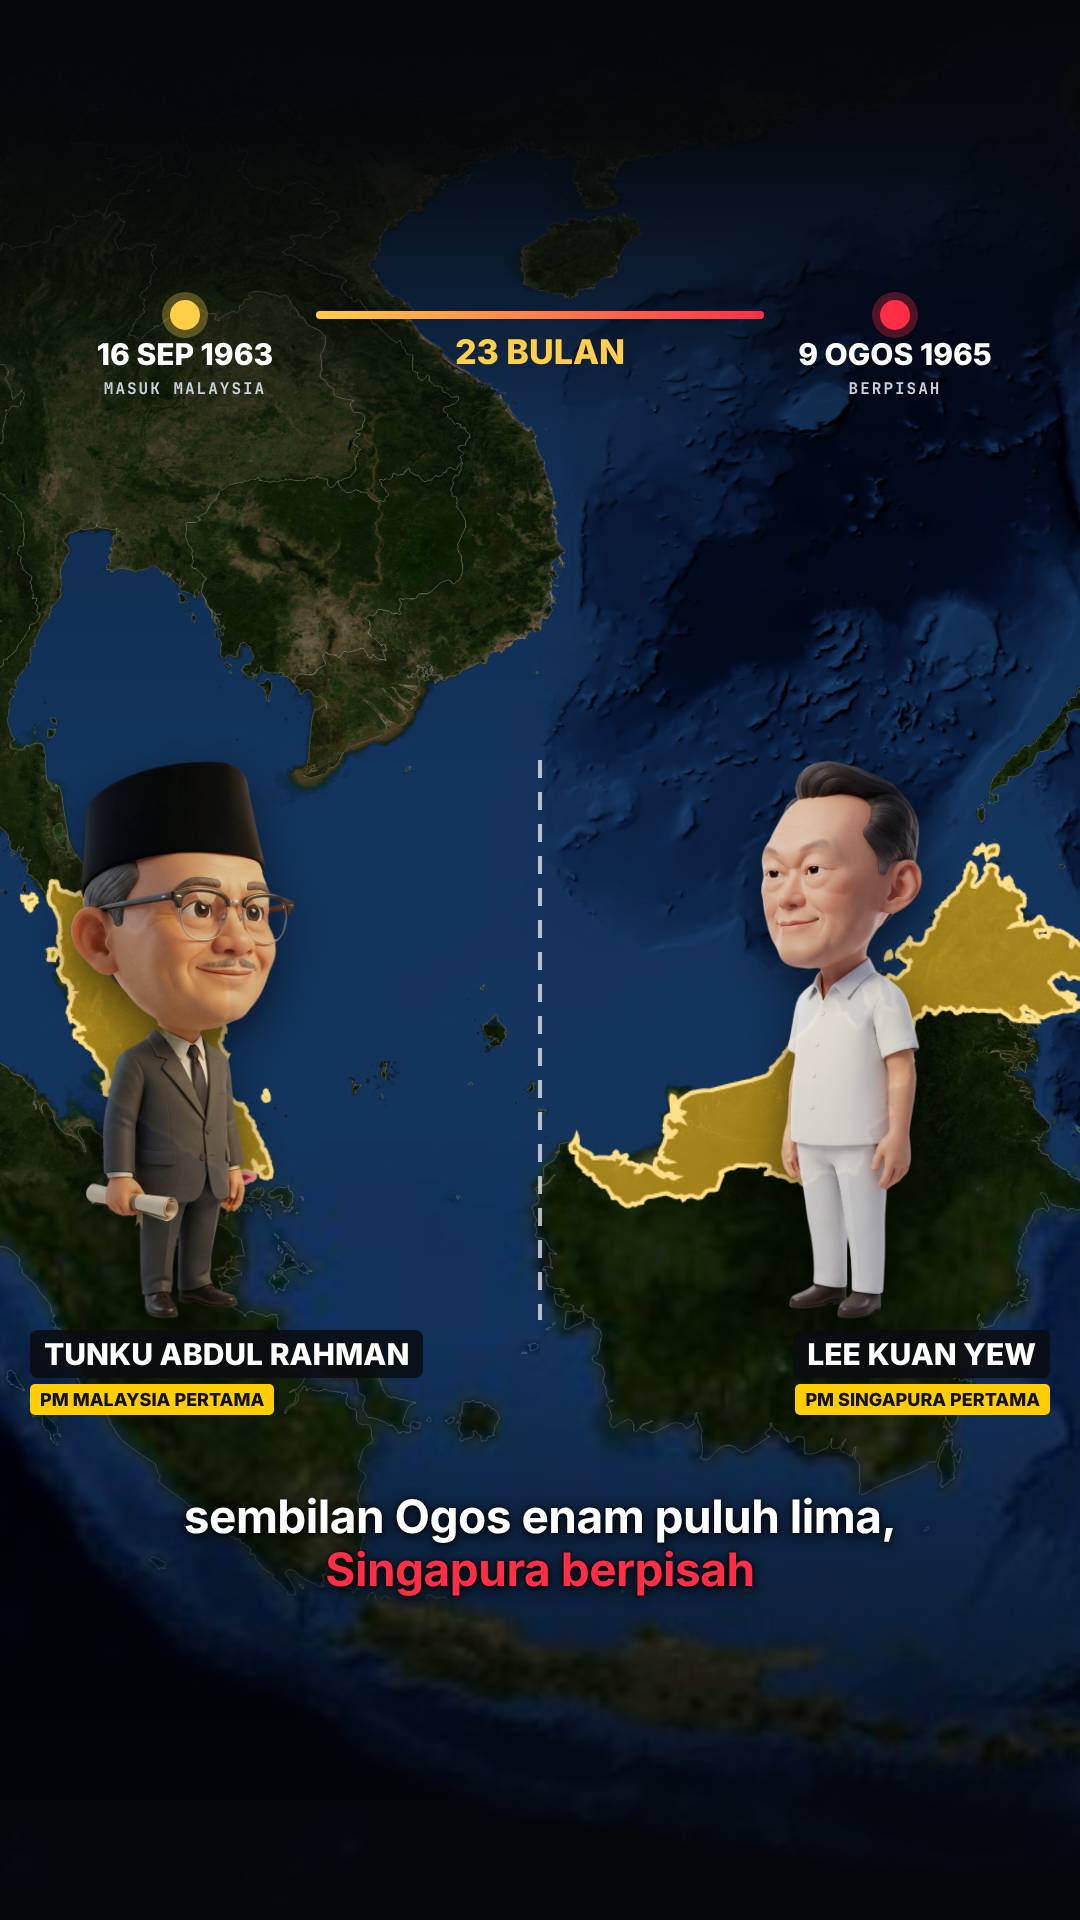 16 SEP 1963
MASUK MALAYSIA
23 BULAN
9 OGOS 1965
BERPISAH
TUNKU ABDUL RAHMAN
PM MALAYSIA PERTAMA
LEE KUAN YEW
PM SINGAPURA PERTAMA
sembilan Ogos enam puluh lima,
Singapura berpisah